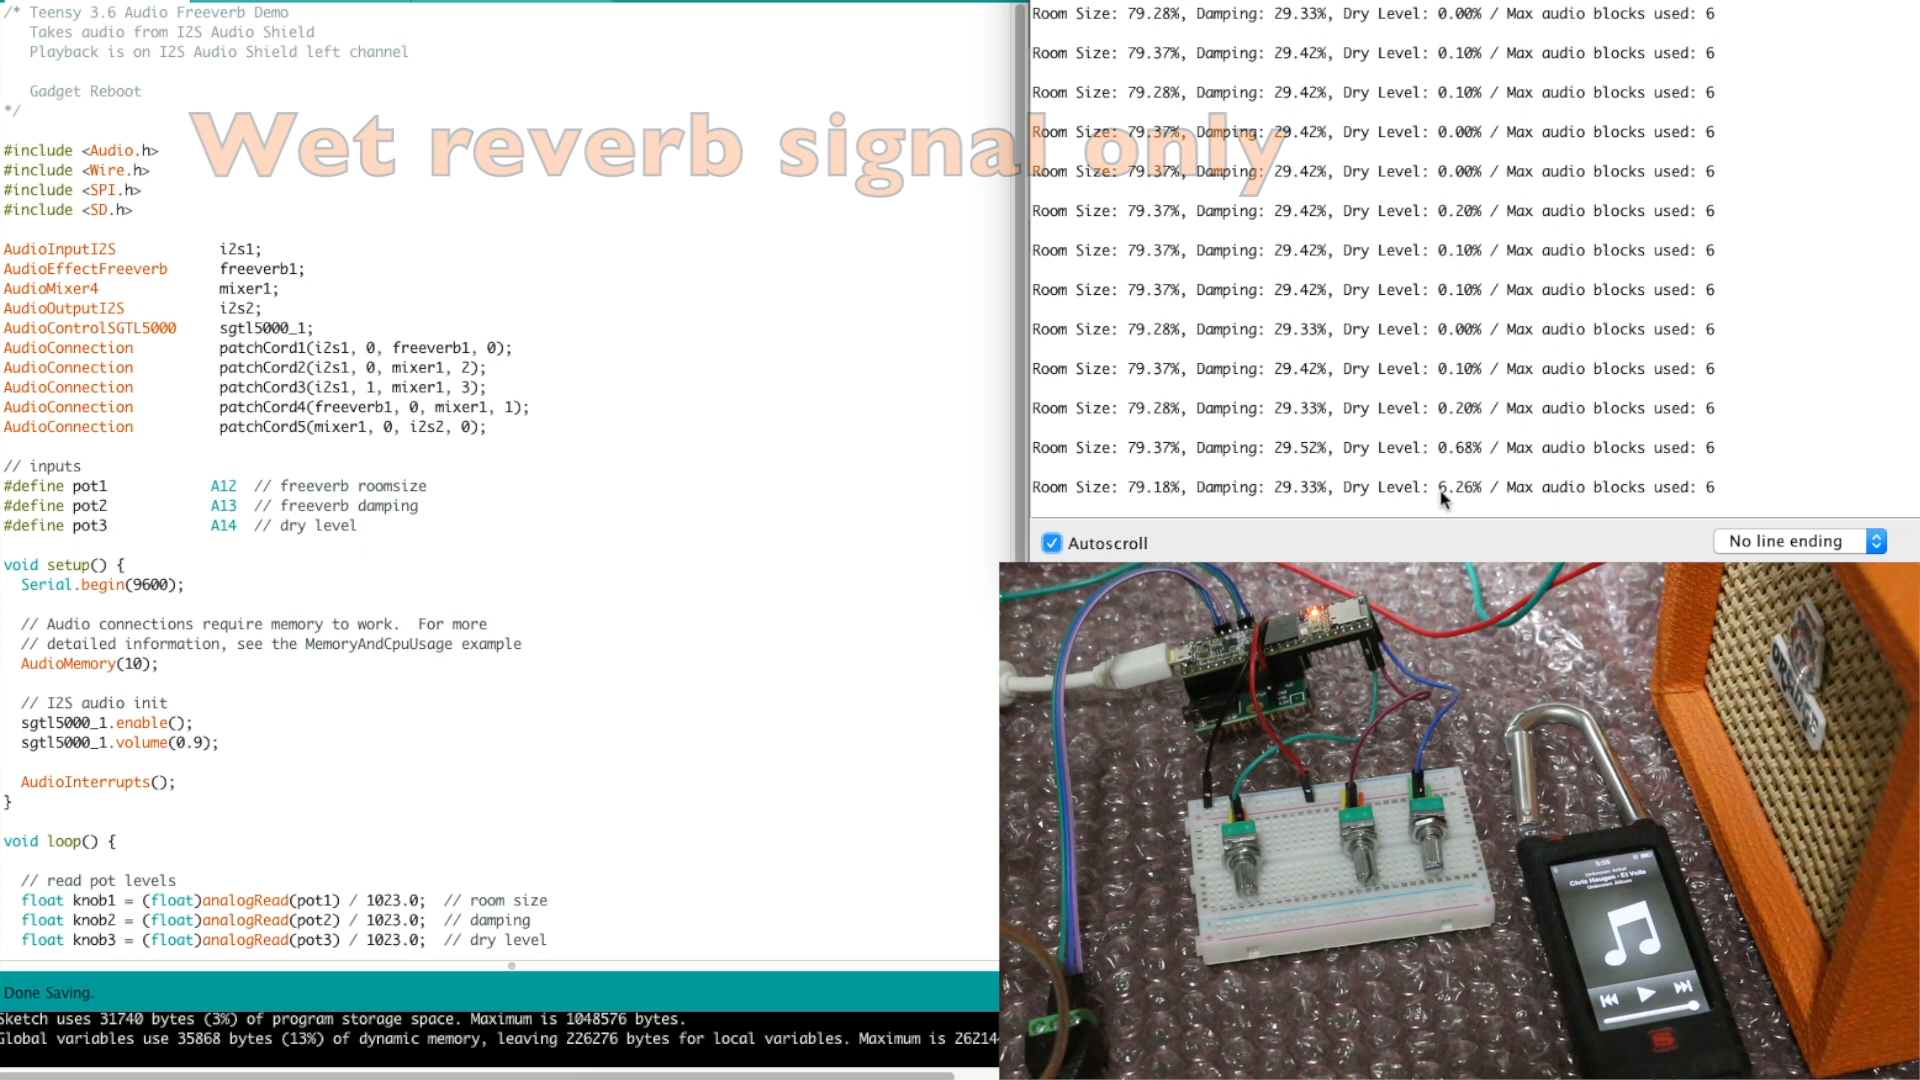 /* Teensy 3.6 Audio Freeverb Demo
Takes audio from I2S Audio Shield
Playback is on I2S Audio Shield left channel
Gadget Reboot
*/
Wet reverb signal only
#include <Audio.h>
#include <Wire.h>
#include <SPI.h>
#include <SD.h>
AudioInputI2S i2s1;
AudioEffectFreeverb freeverb1;
AudioMixer4 mixer1;
AudioOutputI2S i2s2;
AudioControlSGTL5000 sgtl5000_1;
AudioConnection patchCord1(i2s1, 0, freeverb1, 0);
AudioConnection patchCord2(i2s1, 0, mixer1, 2);
AudioConnection patchCord3(i2s1, 1, mixer1, 3);
AudioConnection patchCord4(freeverb1, 0, mixer1, 1);
AudioConnection patchCord5(mixer1, 0, i2s2, 0);
// inputs
#define pot1 A12 // freeverb roomsize
#define pot2 A13 // freeverb damping
#define pot3 A14 // dry level
void setup() {
Serial.begin(9600);
// Audio connections require memory to work. For more
// detailed information, see the MemoryAndCpuUsage example
AudioMemory(10);
// I2S audio init
sgtl5000_1.enable();
sgtl5000_1.volume(0.9);
AudioInterrupts();
}
void loop() {
// read pot levels
float knob1 = (float)analogRead(pot1) / 1023.0; // room size
float knob2 = (float)analogRead(pot2) / 1023.0; // damping
float knob3 = (float)analogRead(pot3) / 1023.0; // dry level
Done Saving.
Sketch uses 31740 bytes (3%) of program storage space. Maximum is 1048576 bytes.
Global variables use 35868 bytes (13%) of dynamic memory, leaving 226276 bytes for local variables. Maximum is 26214
Room Size: 79.28%, Damping: 29.33%, Dry Level: 0.00% / Max audio blocks used: 6
Room Size: 79.37%, Damping: 29.42%, Dry Level: 0.10% / Max audio blocks used: 6
Room Size: 79.28%, Damping: 29.42%, Dry Level: 0.10% / Max audio blocks used: 6
Room Size: 79.37%, Damping: 29.42%, Dry Level: 0.00% / Max audio blocks used: 6
Room Size: 79.37%, Damping: 29.42%, Dry Level: 0.00% / Max audio blocks used: 6
Room Size: 79.37%, Damping: 29.42%, Dry Level: 0.20% / Max audio blocks used: 6
Room Size: 79.37%, Damping: 29.42%, Dry Level: 0.10% / Max audio blocks used: 6
Room Size: 79.37%, Damping: 29.42%, Dry Level: 0.10% / Max audio blocks used: 6
Room Size: 79.28%, Damping: 29.33%, Dry Level: 0.00% / Max audio blocks used: 6
Room Size: 79.37%, Damping: 29.42%, Dry Level: 0.10% / Max audio blocks used: 6
Room Size: 79.28%, Damping: 29.33%, Dry Level: 0.20% / Max audio blocks used: 6
Room Size: 79.37%, Damping: 29.52%, Dry Level: 0.68% / Max audio blocks used: 6
Room Size: 79.18%, Damping: 29.33%, Dry Level: 6.26% / Max audio blocks used: 6
Autoscroll
No line ending
5:55
Unknown Artist
Chris Haugen - Et Voila
Unknown Album